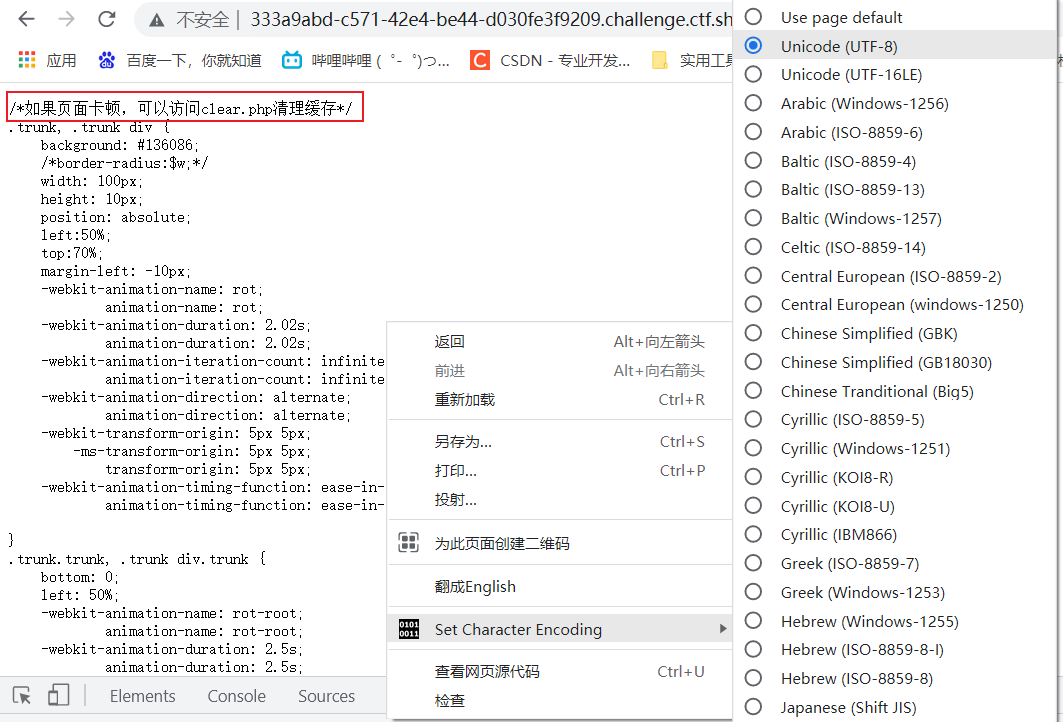 不安全 333a9abd-c571-42e4-be44-d030fe3f9209.challenge.ctf.sh
应用 百度一下，你就知道 哔哩哔哩 (゜-゜)つ... CSDN - 专业开发... 实用工具
/*如果页面卡顿，可以访问clear.php清理缓存*/
.trunk, .trunk div {
background: #136086;
/*border-radius:$w;*/
width: 100px;
height: 10px;
position: absolute;
left:50%;
top:70%;
margin-left: -10px;
-webkit-animation-name: rot;
animation-name: rot;
-webkit-animation-duration: 2.02s;
animation-duration: 2.02s;
-webkit-animation-iteration-count: infinite
animation-iteration-count: infinite
-webkit-animation-direction: alternate;
animation-direction: alternate;
-webkit-transform-origin: 5px 5px;
-ms-transform-origin: 5px 5px;
transform-origin: 5px 5px;
-webkit-animation-timing-function: ease-in-
animation-timing-function: ease-in-
}
.trunk.trunk, .trunk div.trunk {
bottom: 0;
left: 50%;
-webkit-animation-name: rot-root;
animation-name: rot-root;
-webkit-animation-duration: 2.5s;
animation-duration: 2.5s;
Elements Console Sources
返回 Alt+向左箭头
前进 Alt+向右箭头
重新加载 Ctrl+R
另存为... Ctrl+S
打印... Ctrl+P
投射...
为此页面创建二维码
翻成English
0101
0011
Set Character Encoding
查看网页源代码 Ctrl+U
检查
Use page default
Unicode (UTF-8)
Unicode (UTF-16LE)
Arabic (Windows-1256)
Arabic (ISO-8859-6)
Baltic (ISO-8859-4)
Baltic (ISO-8859-13)
Baltic (Windows-1257)
Celtic (ISO-8859-14)
Central European (ISO-8859-2)
Central European (windows-1250)
Chinese Simplified (GBK)
Chinese Simplified (GB18030)
Chinese Tranditional (Big5)
Cyrillic (ISO-8859-5)
Cyrillic (Windows-1251)
Cyrillic (KOI8-R)
Cyrillic (KOI8-U)
Cyrillic (IBM866)
Greek (ISO-8859-7)
Greek (Windows-1253)
Hebrew (Windows-1255)
Hebrew (ISO-8859-8-I)
Hebrew (ISO-8859-8)
Japanese (Shift JIS)